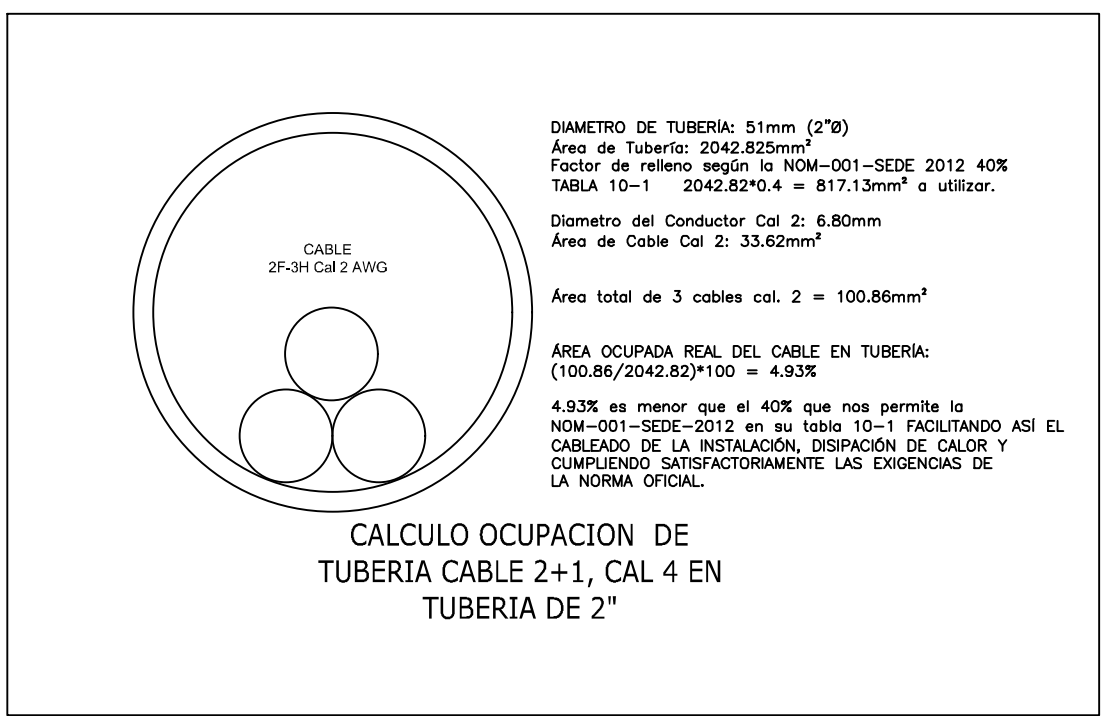 DIAMETRO DE TUBERÍA: 51mm (2"Ø)
Área de Tubería: 2042.825mm²
Factor de relleno según la NOM-001-SEDE 2012 40%
TABLA 10-1 2042.82*0.4 = 817.13mm² a utilizar.
Diametro del Conductor Cal 2: 6.80mm
Área de Cable Cal 2: 33.62mm²
CABLE
2F-3H Cal 2 AWG
Área total de 3 cables cal. 2 = 100.86mm²
ÁREA OCUPADA REAL DEL CABLE EN TUBERÍA:
(100.86/2042.82)*100 = 4.93%
4.93% es menor que el 40% que nos permite la
NOM-001-SEDE-2012 en su tabla 10-1 FACILITANDO ASÍ EL
CABLEADO DE LA INSTALACIÓN, DISIPACIÓN DE CALOR Y
CUMPLIENDO SATISFACTORIAMENTE LAS EXIGENCIAS DE
LA NORMA OFICIAL.
CALCULO OCUPACION DE
TUBERIA CABLE 2+1, CAL 4 EN
TUBERIA DE 2"